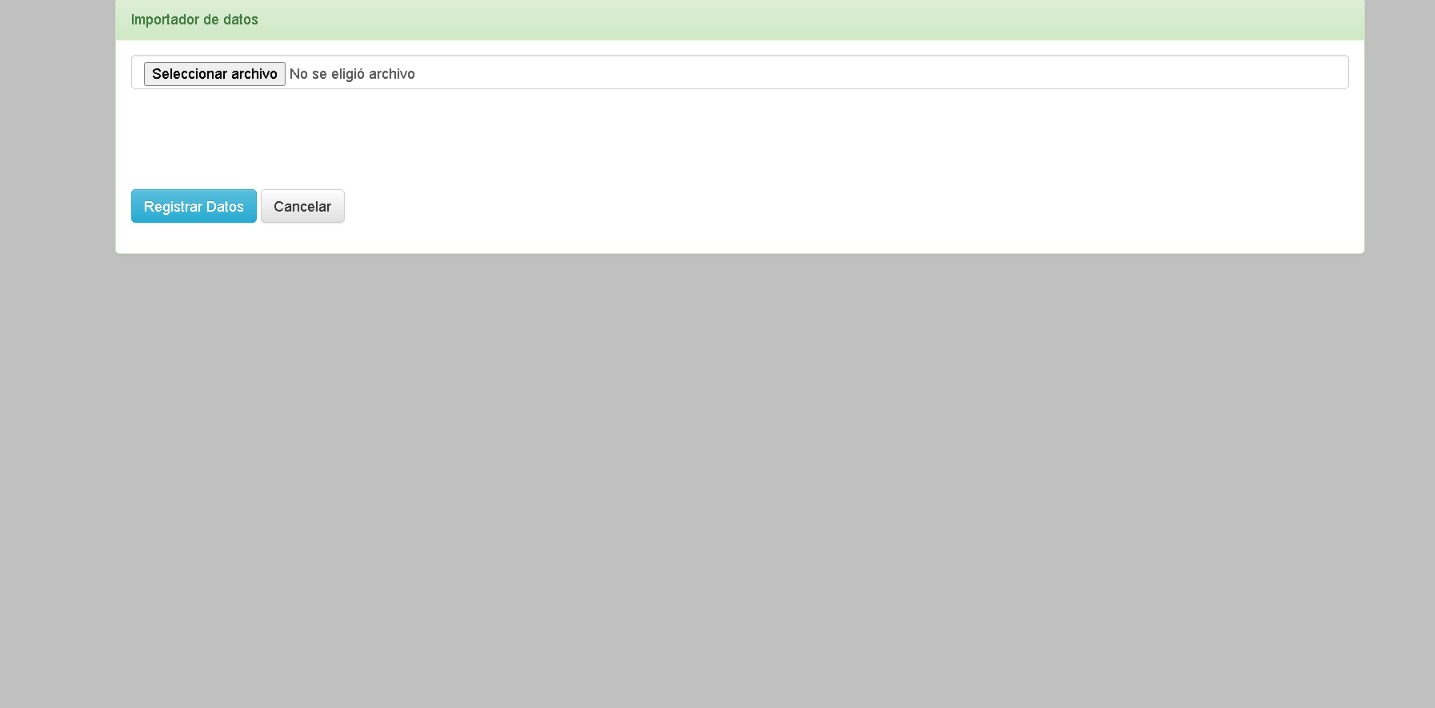 Importador de datos
Seleccionar archivo No se eligió archivo
Registrar Datos Cancelar